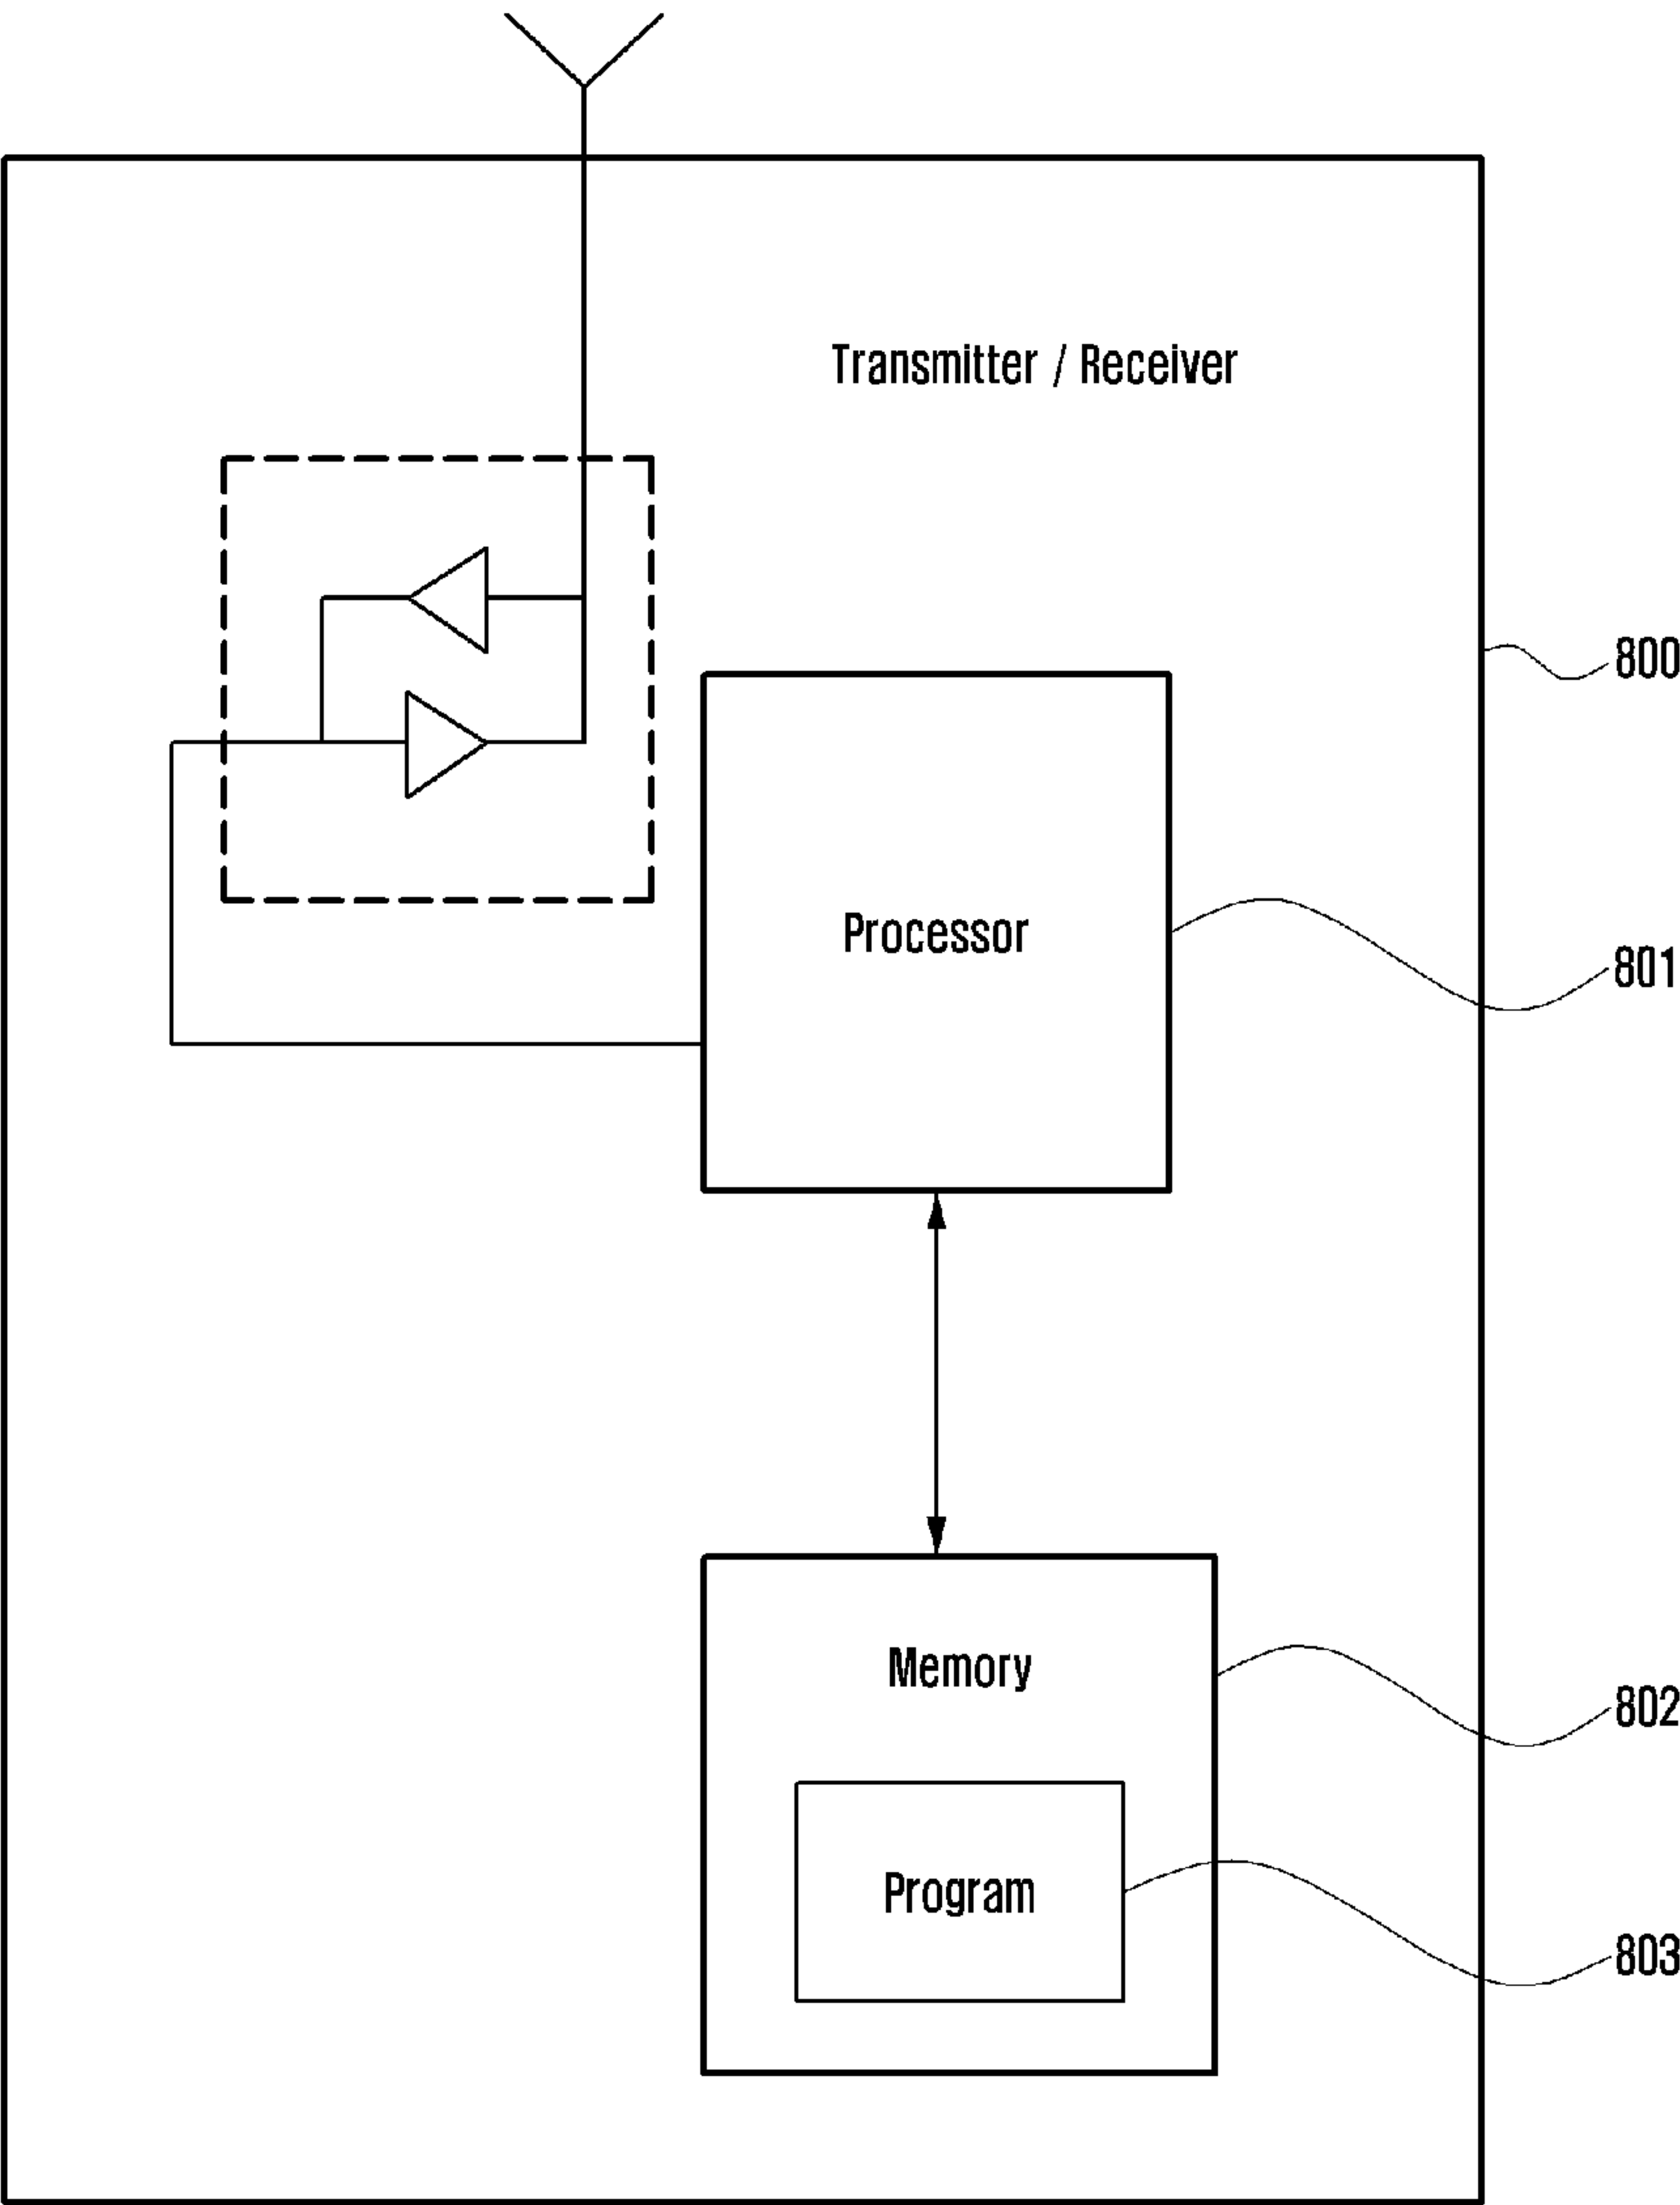 Transmitter / Receiver
800
Processor
801
Memory
802
Program
803